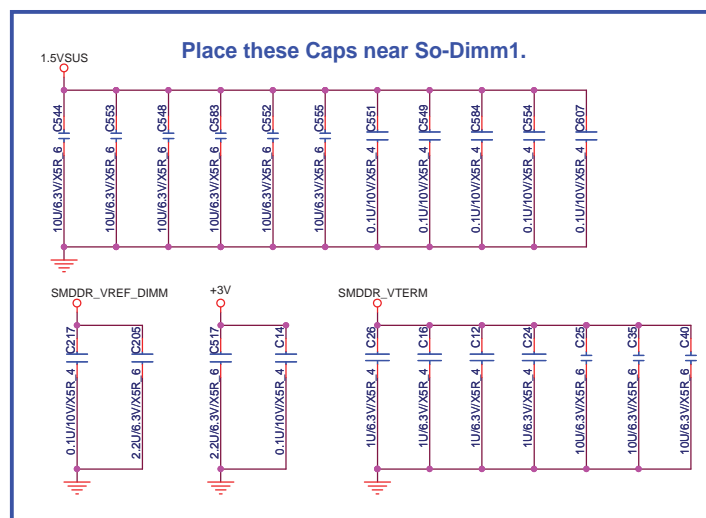 Place these Caps near So-Dimm1.
1.5VSUS
C544
10U/6.3V/X5R_6
C553
10U/6.3V/X5R_6
C548
10U/6.3V/X5R_6
C583
10U/6.3V/X5R_6
C552
10U/6.3V/X5R_6
C555
10U/6.3V/X5R_6
C551
0.1U/10V/X5R_4
C549
0.1U/10V/X5R_4
C584
0.1U/10V/X5R_4
C554
0.1U/10V/X5R_4
C607
0.1U/10V/X5R_4
SMDDR_VREF_DIMM
C217
0.1U/10V/X5R_4
C205
2.2U/6.3V/X5R_6
+3V
C517
2.2U/6.3V/X5R_6
C14
0.1U/10V/X5R_4
SMDDR_VTERM
C26
1U/6.3V/X5R_4
C16
1U/6.3V/X5R_4
C12
1U/6.3V/X5R_4
C24
1U/6.3V/X5R_4
C25
10U/6.3V/X5R_6
C35
10U/6.3V/X5R_6
C40
10U/6.3V/X5R_6